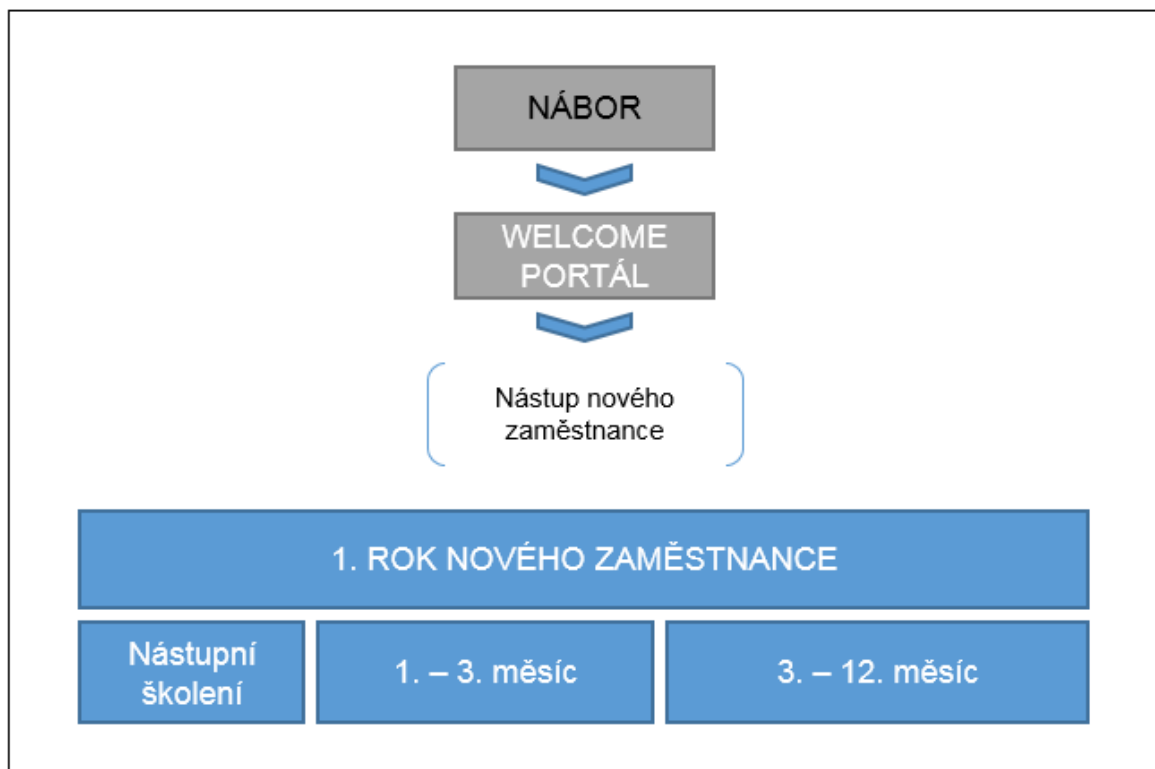 NÁBOR
WELCOME
PORTÁL
Nástup nového
zaměstnance
1. ROK NOVÉHO ZAMĚSTNANCE
Nástupní
školení
1. – 3. měsíc
3. – 12. měsíc